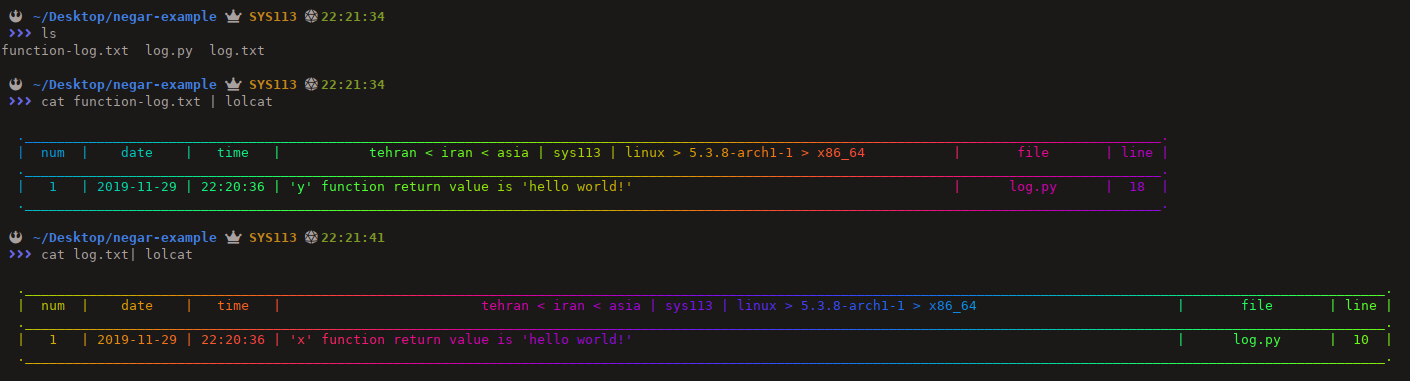 ~/Desktop/negar-example SYS113 22:21:34
>>> ls
function-log.txt log.py log.txt
~/Desktop/negar-example SYS113 22:21:34
>>> cat function-log.txt | lolcat
| num | date | time | tehran < iran < asia | sys113 | linux > 5.3.8-arch1-1 > x86_64 | file | line |
| 1 | 2019-11-29 | 22:20:36 | 'y' function return value is 'hello world!' | log.py | 18 |
~/Desktop/negar-example SYS113 22:21:41
>>> cat log.txt| lolcat
| num | date | time | tehran < iran < asia | sys113 | linux > 5.3.8-arch1-1 > x86_64 | file | line |
| 1 | 2019-11-29 | 22:20:36 | 'x' function return value is 'hello world!' | log.py | 10 |